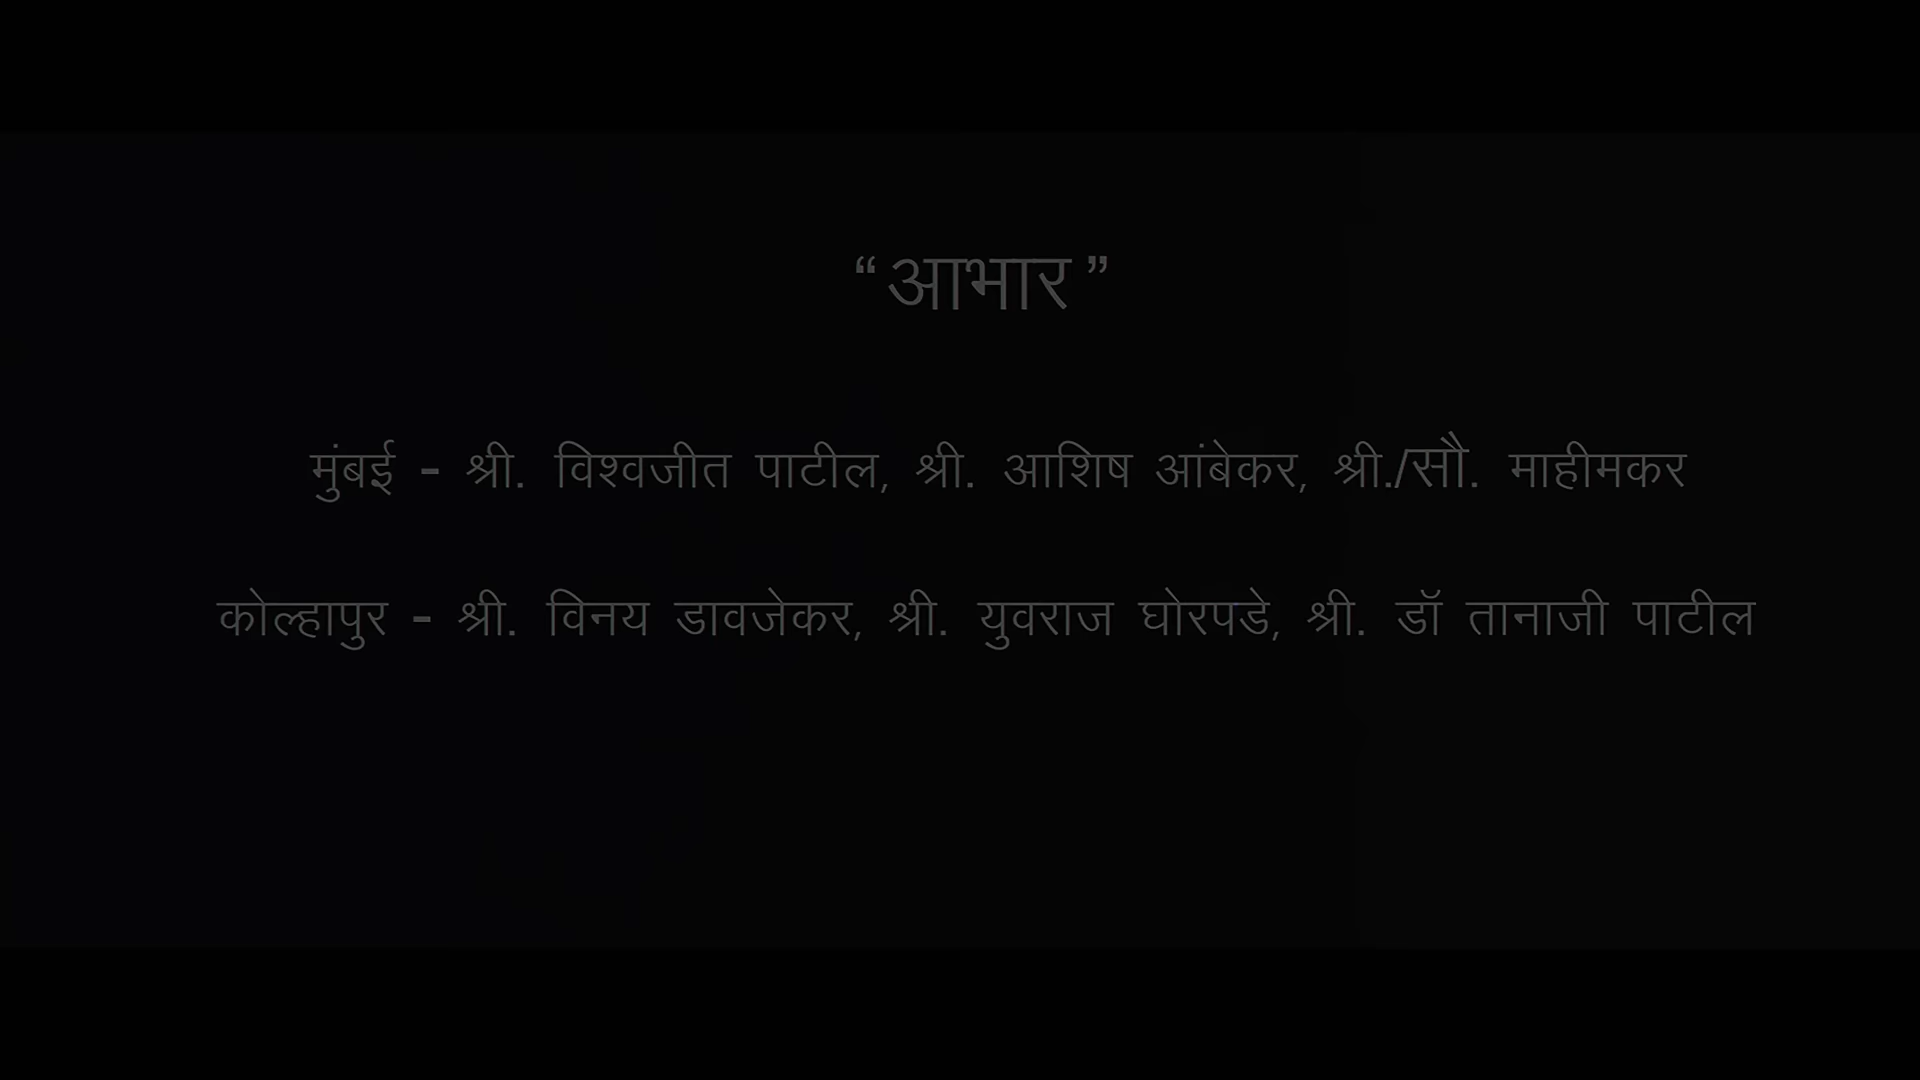 “आभार”
मुंबई - श्री. विश्वजीत पाटील, श्री. आशिष आंबेकर, श्री./सौ. माहीमकर
कोल्हापुर - श्री. विनय डावजेकर, श्री. युवराज घोरपडे, श्री. डॉ तानाजी पाटील